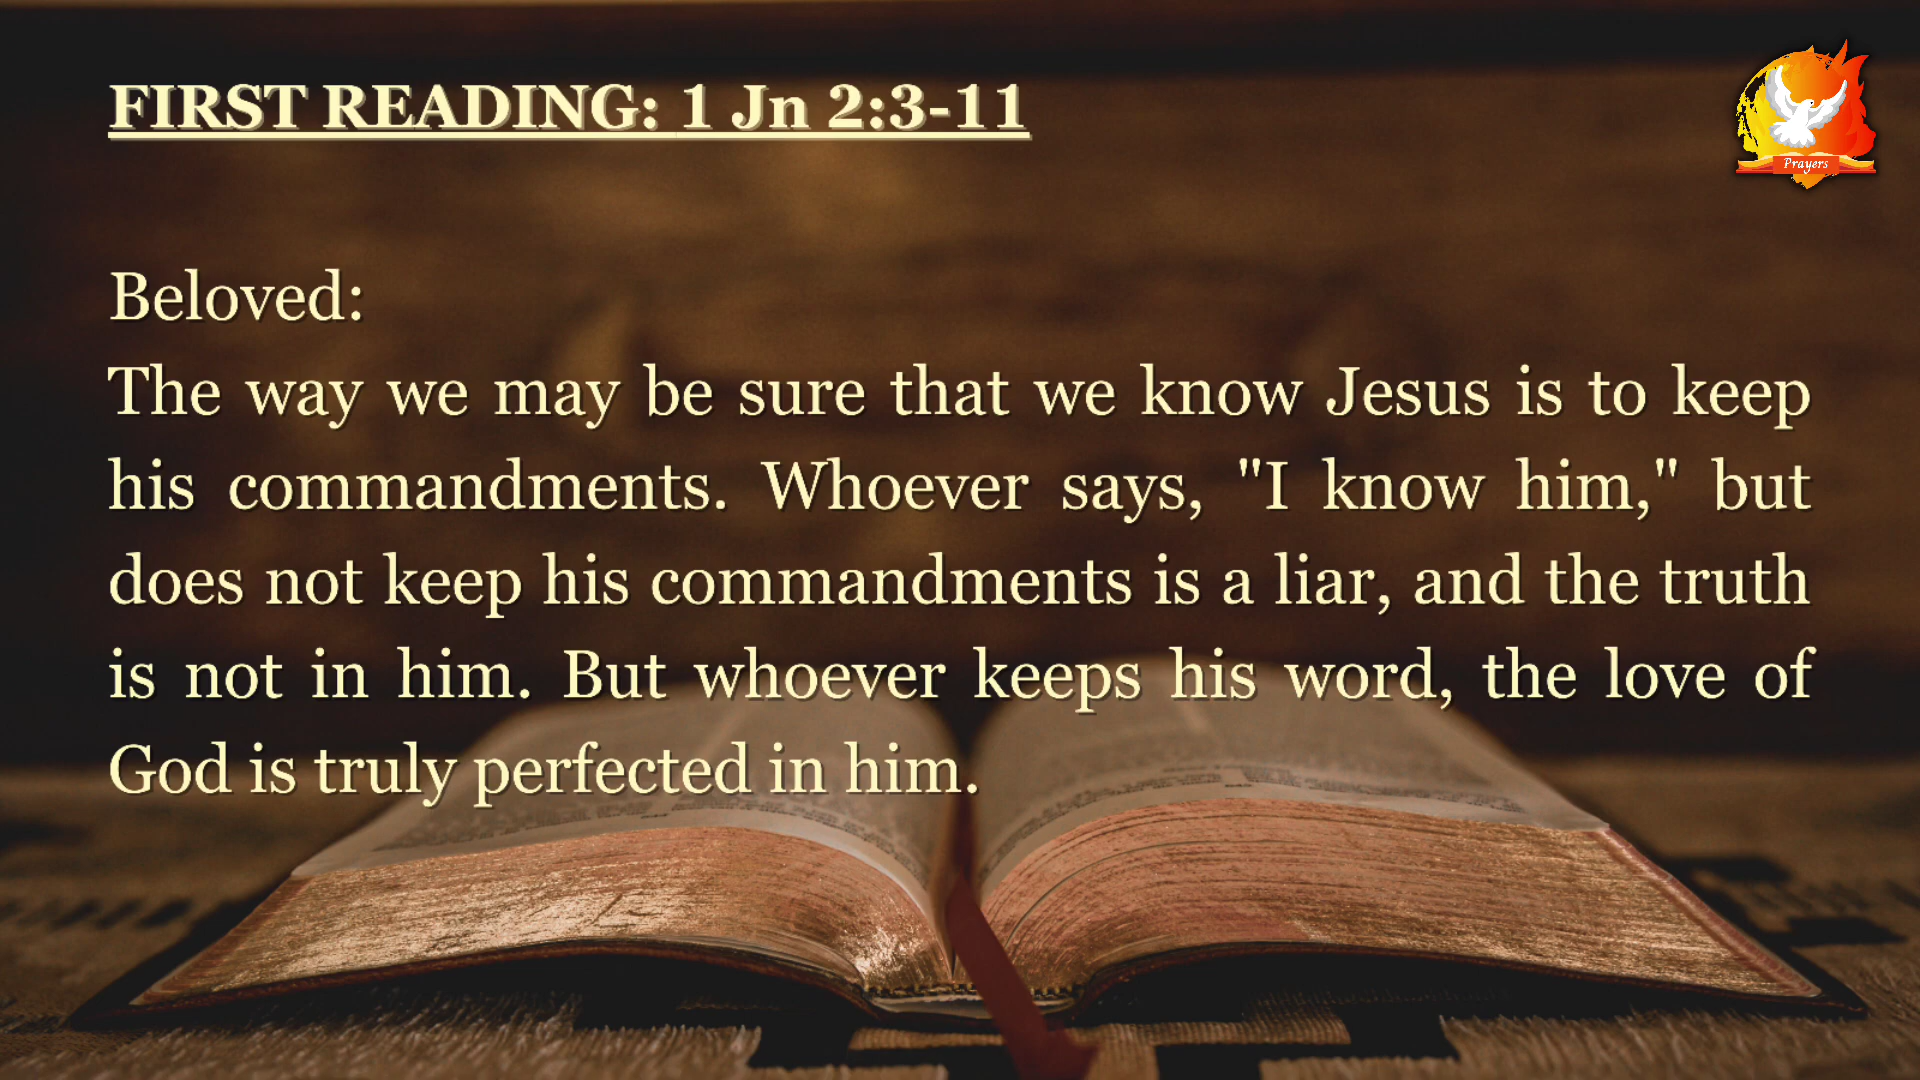 FIRST READING: 1 Jn 2:3-11
Prayers
Beloved:
The way we may be sure that we know Jesus is to keep
his commandments. Whoever says, "I know him," but
does not keep his commandments is a liar, and the truth
is not in him. But whoever keeps his word, the love of
God is truly perfected in him.